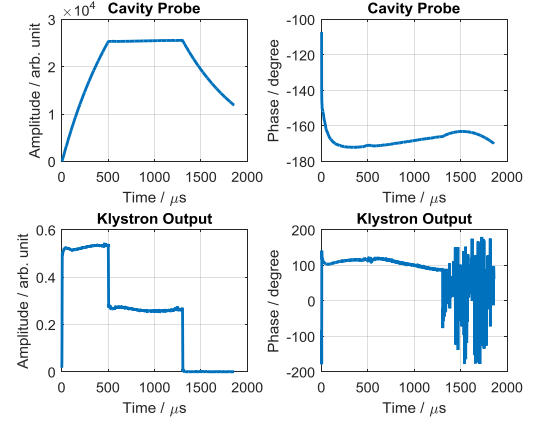 Cavity Probe
Amplitude / arb. unit
×10⁴
3
2
1
0
0 500 1000 1500 2000
Time / μs
Cavity Probe
Phase / degree
-100
-120
-140
-160
-180
0 500 1000 1500 2000
Time / μs
Klystron Output
Amplitude / arb. unit
0.6
0.4
0.2
0
0 500 1000 1500 2000
Time / μs
Klystron Output
Phase / degree
200
100
0
-100
-200
0 500 1000 1500 2000
Time / μs